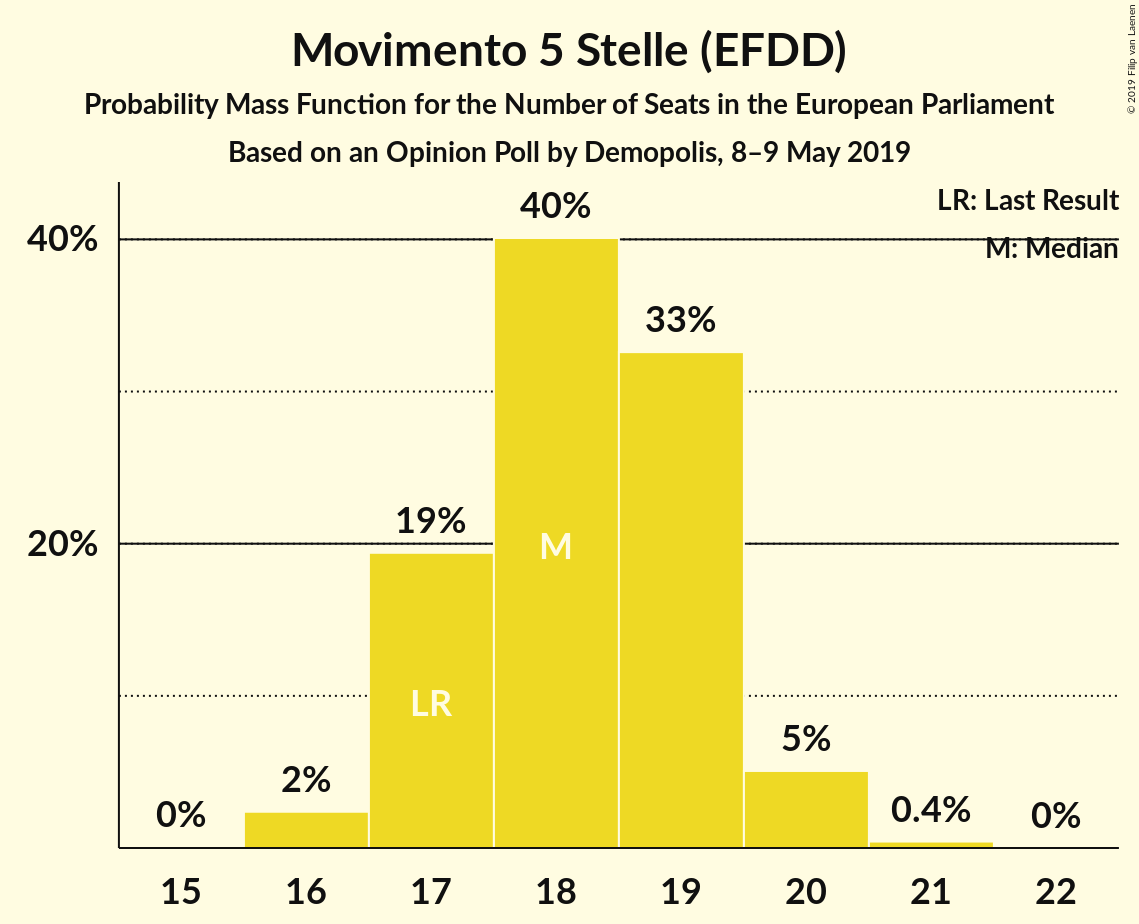 Movimento 5 Stelle (EFDD)
Probability Mass Function for the Number of Seats in the European Parliament
Based on an Opinion Poll by Demopolis, 8–9 May 2019
© 2019 Filip van Laenen
LR: Last Result
M: Median
40%
20%
0%
2%
19%
40%
33%
5%
0.4%
0%
LR
M
15 16 17 18 19 20 21 22